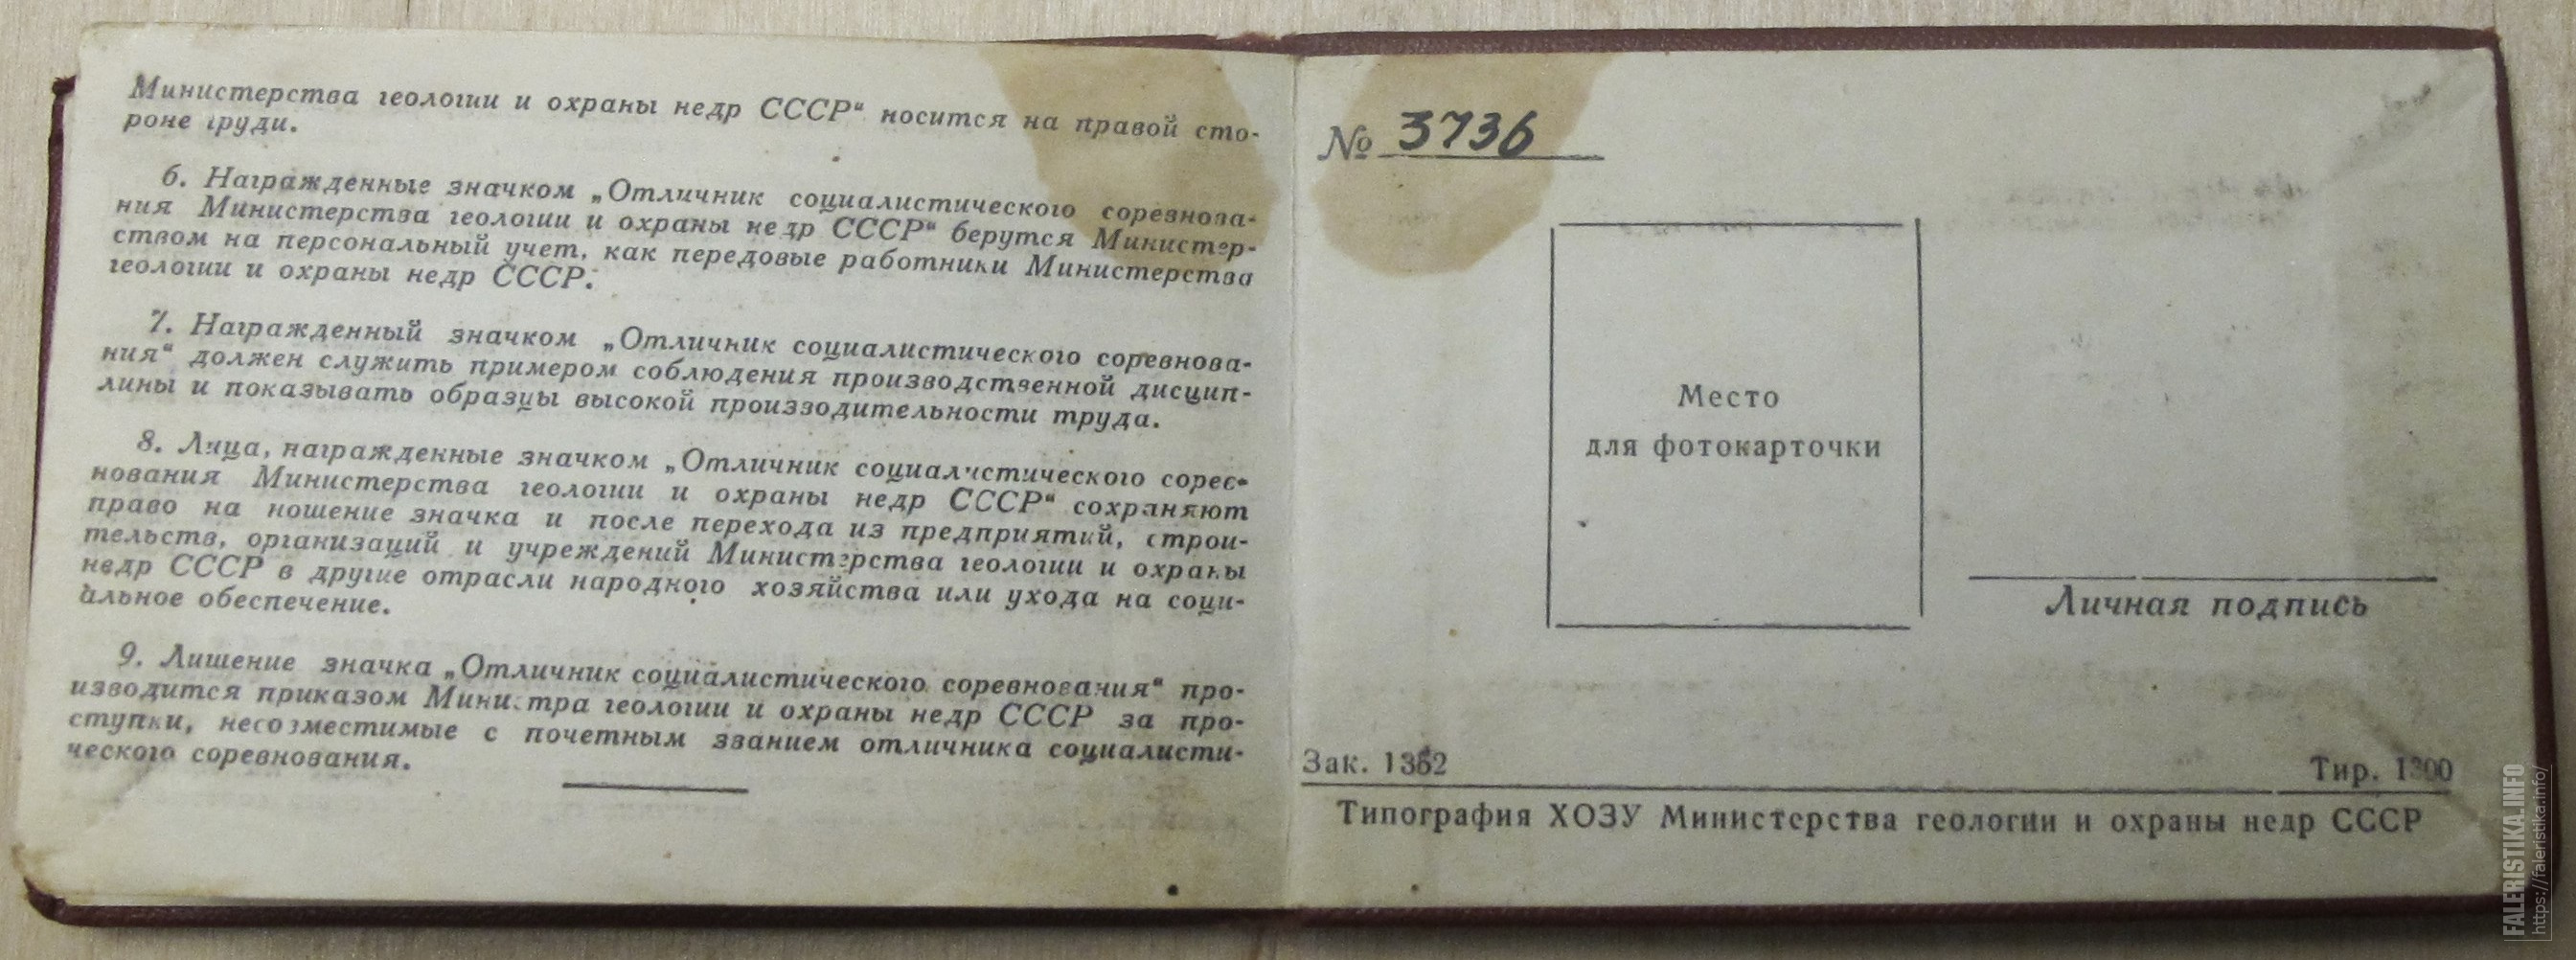 Министерства геологии и охраны недр СССР" носится на правой сто-
роне груди.
6. Награжденные значком „Отличник социалистического соревнова-
ния Министерства геологии и охраны недр СССР" берутся Министер-
ством на персональный учет, как передовые работники Министерства
геологии и охраны недр СССР.
7. Награжденный значком „Отличник социалистического соревнова-
ния" должен служить примером соблюдения производственной дисцип-
лины и показывать образцы высокой производительности труда.
8. Лица, награжденные значком „Отличник социалистического сорев-
нования Министерства геологии и охраны недр СССР" сохраняют
право на ношение значка и после перехода из предприятий, строи-
тельств, организаций и учреждений Министерства геологии и охраны
недр СССР в другие отрасли народного хозяйства или ухода на соци-
альное обеспечение.
9. Лишение значка „Отличник социалистического соревнования" про-
изводится приказом Министра геологии и охраны недр СССР за про-
ступки, несовместимые с почетным званием отличника социалисти-
ческого соревнования.
№ 3736
Место
для фотокарточки
Личная подпись
Зак. 1352
Тир. 1300
Типография ХОЗУ Министерства геологии и охраны недр СССР
FALERISTIKA.INFO
https://faleristika.info/